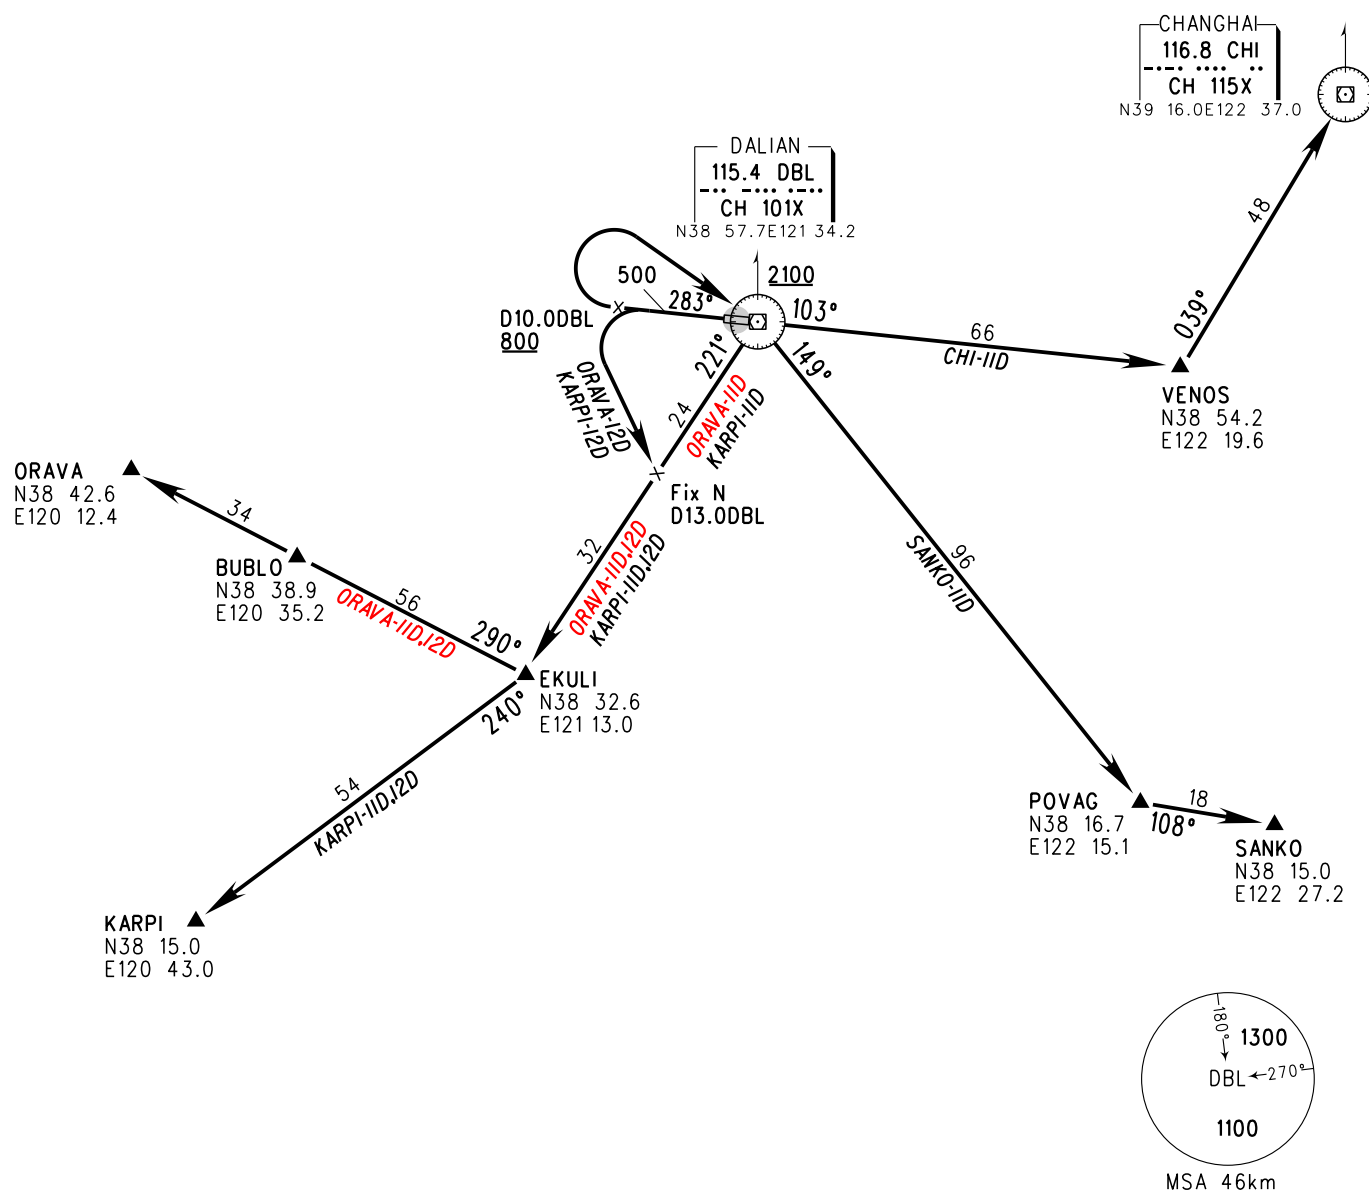 CHANGHAI
116.8 CHI
CH 115X
N39 16.0E122 37.0
DALIAN
115.4 DBL
CH 101X
N38 57.7E121 34.2
48
039°
500
283°
2100
103°
D10.0DBL
800
221°
149°
66
CHI-11D
VENOS
N38 54.2
E122 19.6
ORAVA-12D
KARPI-12D
24
ORAVA-11D
KARPI-11D
ORAVA
N38 42.6
E120 12.4
34
Fix N
D13.0DBL
BUBLO
N38 38.9
E120 35.2
56
ORAVA-11D,12D
290°
32
ORAVA-11D,12D
KARPI-11D,12D
96
SANKO-11D
EKULI
N38 32.6
E121 13.0
240°
54
KARPI-11D,12D
POVAG
N38 16.7
E122 15.1
18
108°
SANKO
N38 15.0
E122 27.2
KARPI
N38 15.0
E120 43.0
180°
1300
DBL
270°
1100
MSA 46km